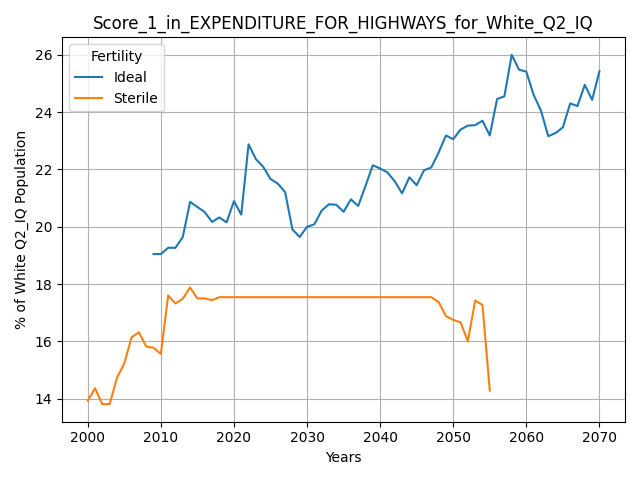 Score_1_in_EXPENDITURE_FOR_HIGHWAYS_for_White_Q2_IQ
Fertility
Ideal
Sterile
% of White Q2_IQ Population
26
24
22
20
18
16
14
2000 2010 2020 2030 2040 2050 2060 2070
Years